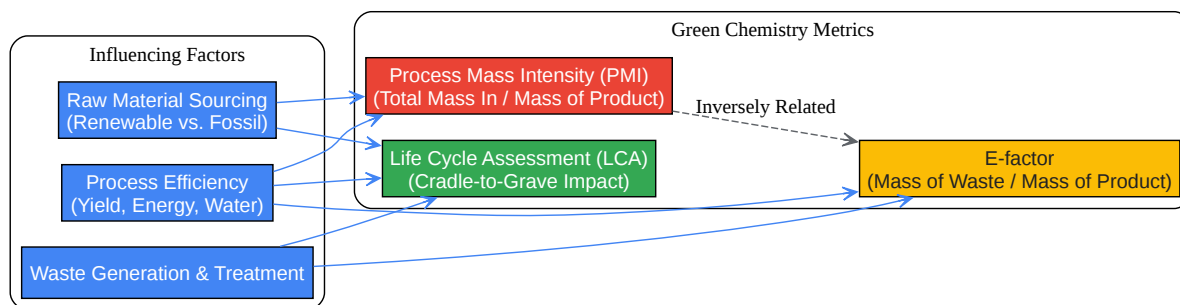 Influencing Factors
Raw Material Sourcing
(Renewable vs. Fossil)
Process Efficiency
(Yield, Energy, Water)
Waste Generation & Treatment
Green Chemistry Metrics
Process Mass Intensity (PMI)
(Total Mass In / Mass of Product)
Inversely Related
Life Cycle Assessment (LCA)
(Cradle-to-Grave Impact)
E-factor
(Mass of Waste / Mass of Product)